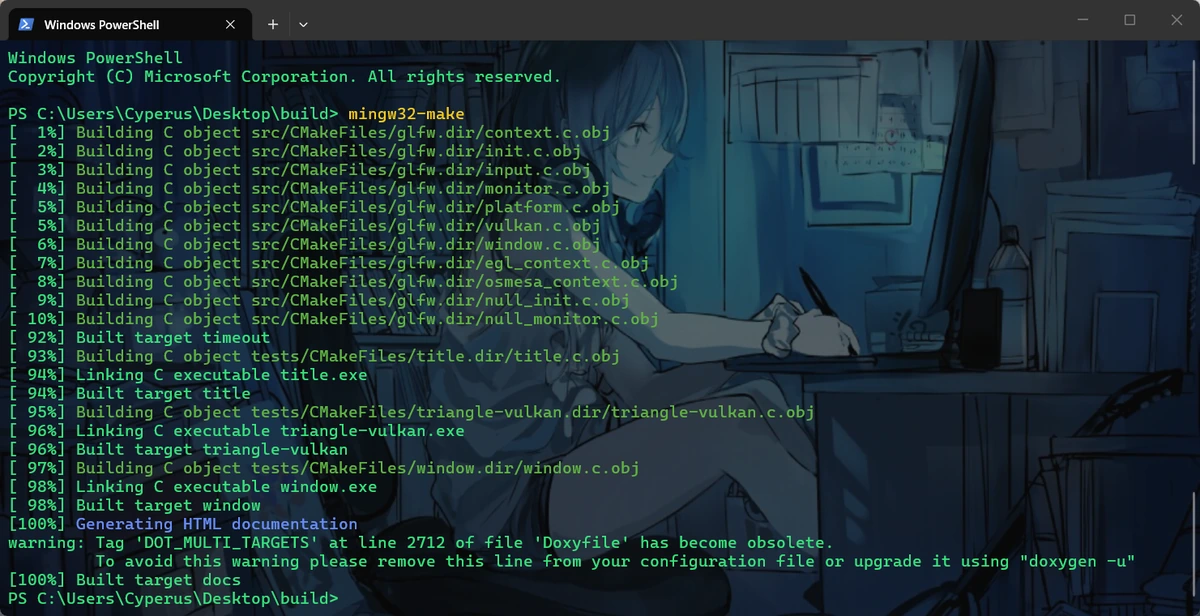 Windows PowerShell
Windows PowerShell
Copyright (C) Microsoft Corporation. All rights reserved.
PS C:\Users\Cyperus\Desktop\build> mingw32-make
[  1%] Building C object src/CMakeFiles/glfw.dir/context.c.obj
[  2%] Building C object src/CMakeFiles/glfw.dir/init.c.obj
[  3%] Building C object src/CMakeFiles/glfw.dir/input.c.obj
[  4%] Building C object src/CMakeFiles/glfw.dir/monitor.c.obj
[  5%] Building C object src/CMakeFiles/glfw.dir/platform.c.obj
[  5%] Building C object src/CMakeFiles/glfw.dir/vulkan.c.obj
[  6%] Building C object src/CMakeFiles/glfw.dir/window.c.obj
[  7%] Building C object src/CMakeFiles/glfw.dir/egl_context.c.obj
[  8%] Building C object src/CMakeFiles/glfw.dir/osmesa_context.c.obj
[  9%] Building C object src/CMakeFiles/glfw.dir/null_init.c.obj
[ 10%] Building C object src/CMakeFiles/glfw.dir/null_monitor.c.obj
[ 92%] Built target timeout
[ 93%] Building C object tests/CMakeFiles/title.dir/title.c.obj
[ 94%] Linking C executable title.exe
[ 94%] Built target title
[ 95%] Building C object tests/CMakeFiles/triangle-vulkan.dir/triangle-vulkan.c.obj
[ 96%] Linking C executable triangle-vulkan.exe
[ 96%] Built target triangle-vulkan
[ 97%] Building C object tests/CMakeFiles/window.dir/window.c.obj
[ 98%] Linking C executable window.exe
[ 98%] Built target window
[100%] Generating HTML documentation
warning: Tag 'DOT_MULTI_TARGETS' at line 2712 of file 'Doxyfile' has become obsolete.
         To avoid this warning please remove this line from your configuration file or upgrade it using "doxygen -u"
[100%] Built target docs
PS C:\Users\Cyperus\Desktop\build>